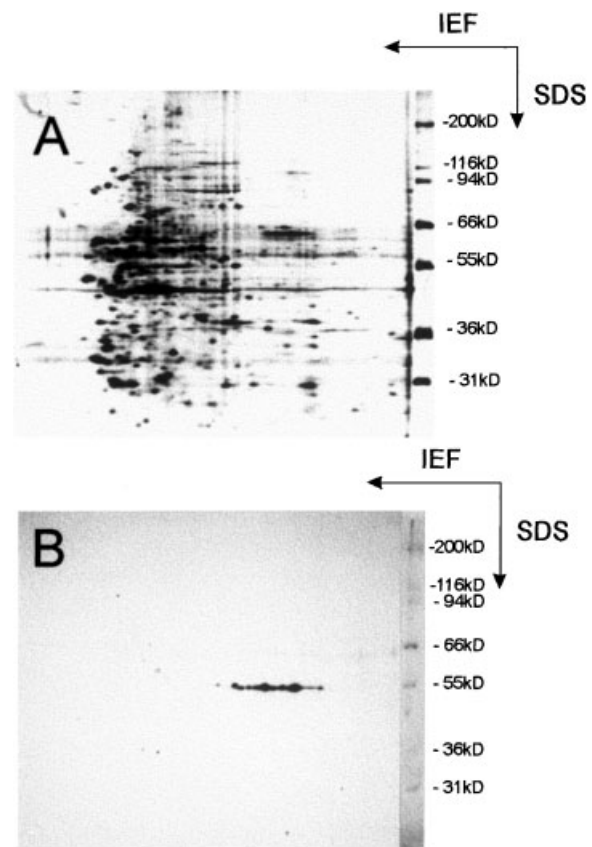 IEF
SDS
A
-200kD
-116kD
-94kD
-66kD
-55kD
-36kD
-31kD
IEF
SDS
B
-200kD
-116kD
-94kD
-66kD
-55kD
-36kD
-31kD